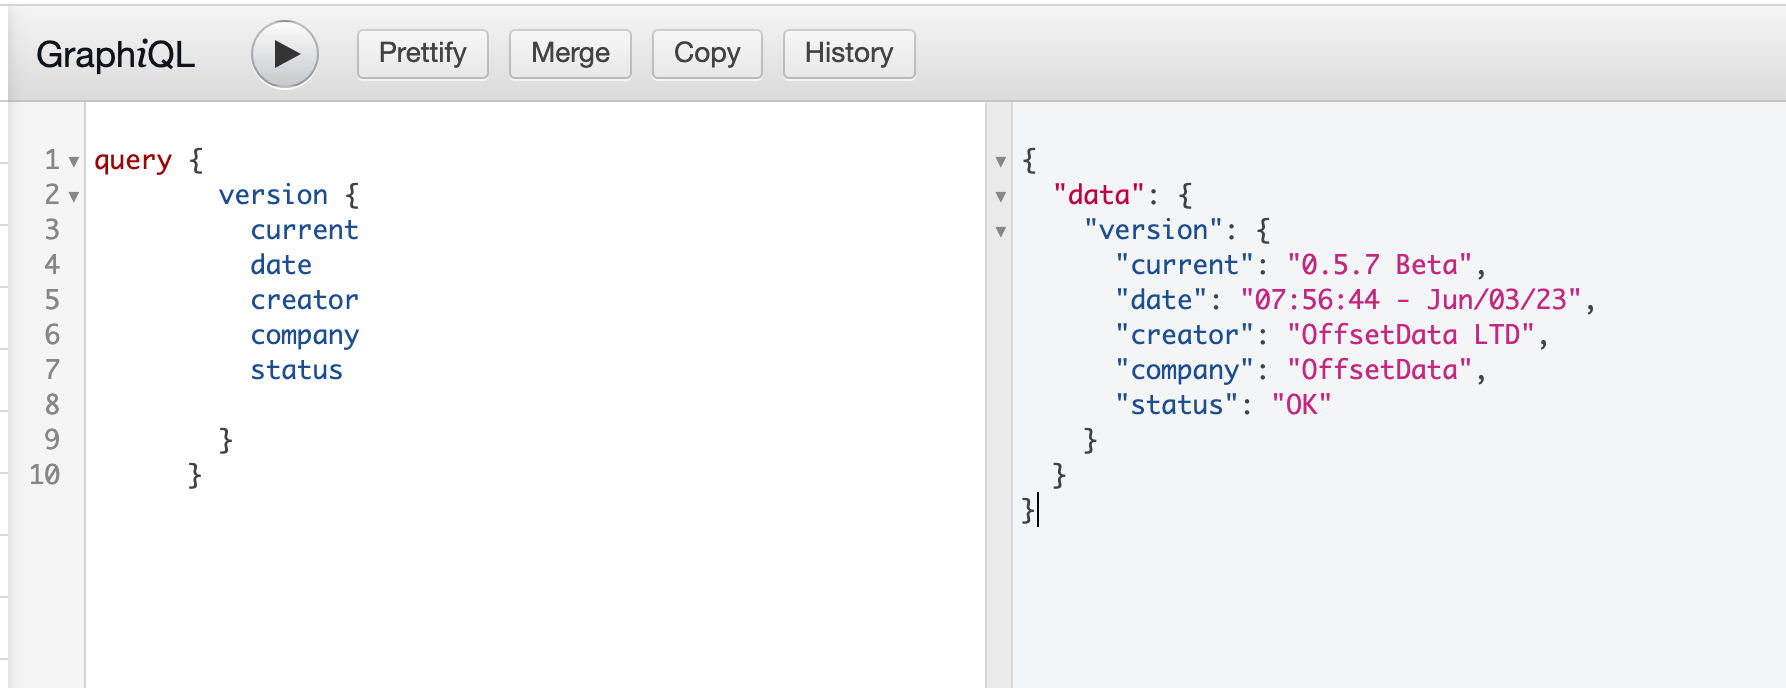 GraphiQL
Prettify Merge Copy History
1 query {
2 version {
3 current
4 date
5 creator
6 company
7 status
8
9 }
10 }
{
"data": {
"version": {
"current": "0.5.7 Beta",
"date": "07:56:44 - Jun/03/23",
"creator": "OffsetData LTD",
"company": "OffsetData",
"status": "OK"
}
}
}